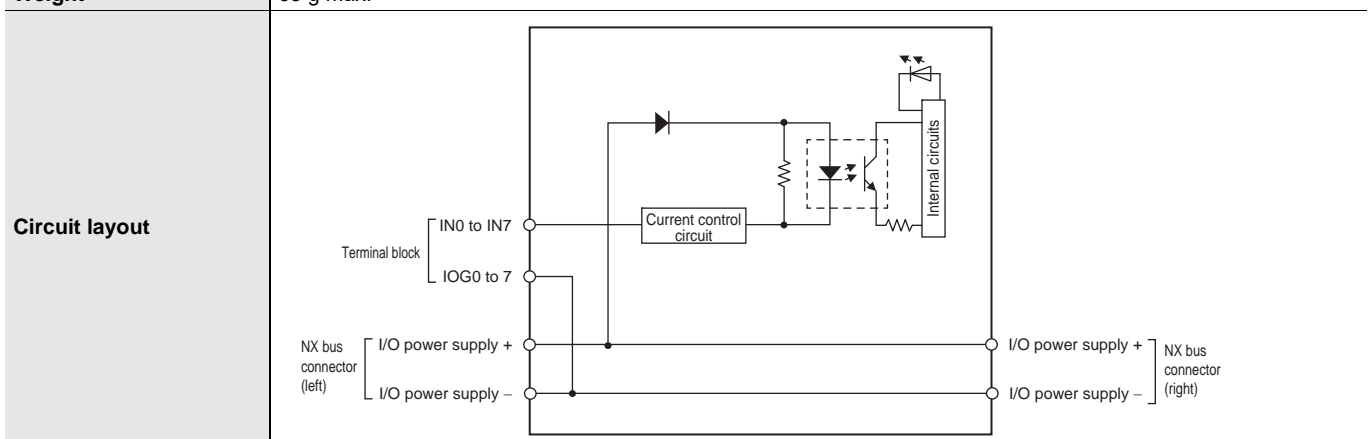 Circuit layout
Internal circuits
IN0 to IN7
Current control
circuit
Terminal block
IOG0 to 7
NX bus
connector
(left)
I/O power supply +
I/O power supply −
I/O power supply +
I/O power supply −
NX bus
connector
(right)